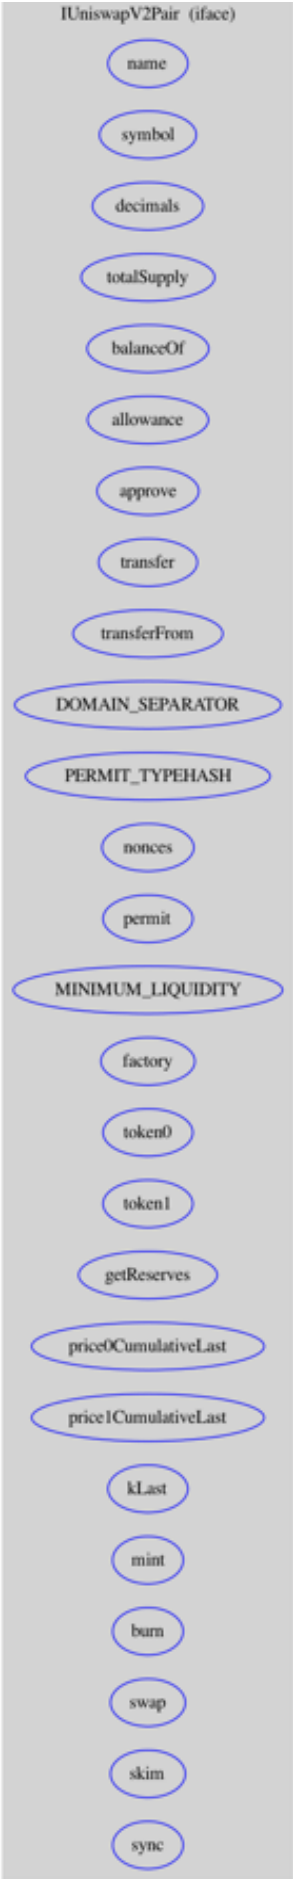 IUniswapV2Pair (iface)
name
symbol
decimals
totalSupply
balanceOf
allowance
approve
transfer
transferFrom
DOMAIN_SEPARATOR
PERMIT_TYPEHASH
nonces
permit
MINIMUM_LIQUIDITY
factory
token0
token1
getReserves
price0CumulativeLast
price1CumulativeLast
kLast
mint
burn
swap
skim
sync